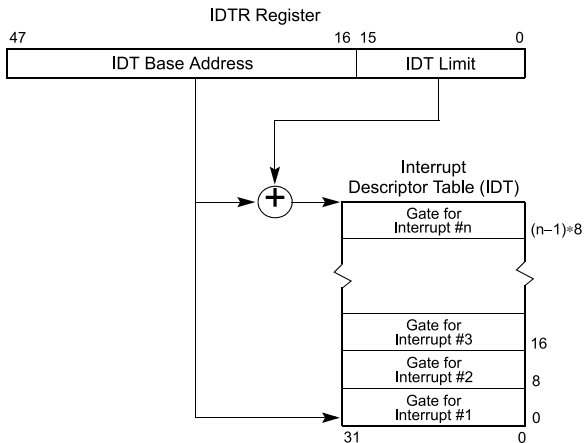 IDTR Register
47 16 15 0
IDT Base Address IDT Limit
+
Interrupt
Descriptor Table (IDT)
Gate for
Interrupt #n
(n–1)∗8
Gate for
Interrupt #3
16
Gate for
Interrupt #2
8
Gate for
Interrupt #1
0
31 0